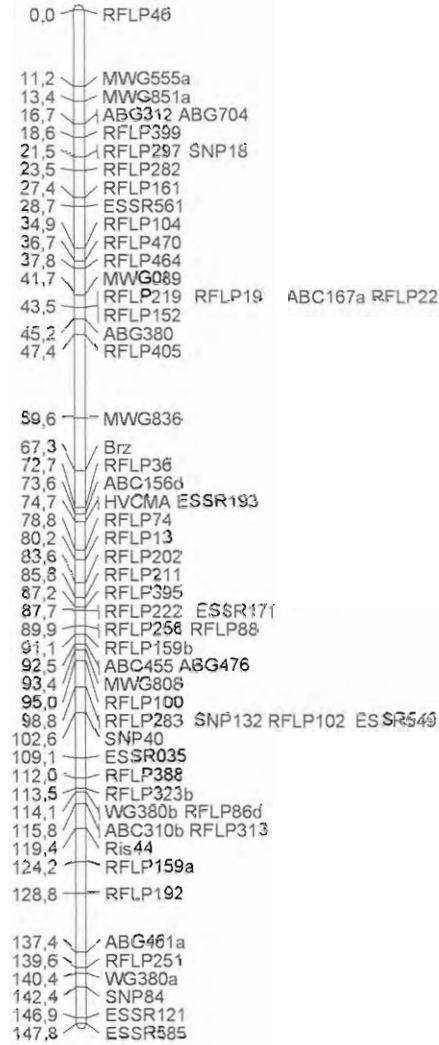 0,0 RFLP46
11,2 MWG555a
13,4 MWG851a
16,7 ABG312 ABG704
18,6 RFLP399
21,5 RFLP297 SNP18
23,5 RFLP282
27,4 RFLP161
28,7 ESSR561
34,9 RFLP104
36,7 RFLP470
37,8 RFLP464
41,7 MWG089
43,5 RFLP219 RFLP19 ABC167a RFLP22
RFLP152
45,2 ABG380
47,4 RFLP405
59,6 MWG836
67,3 Brz
72,7 RFLP36
73,6 ABC156d
74,7 HVCMA ESSR193
78,8 RFLP74
80,2 RFLP13
83,6 RFLP202
85,8 RFLP211
87,2 RFLP395
87,7 RFLP222 ESSR171
89,9 RFLP256 RFLP88
91,1 RFLP159b
92,5 ABC455 ABG476
93,4 MWG808
95,0 RFLP100
98,8 RFLP283 SNP132 RFLP102 ESSR549
102,6 SNP40
109,1 ESSR035
112,0 RFLP388
113,5 RFLP323b
114,1 WG380b RFLP86d
115,8 ABC310b RFLP313
119,4 Ris44
124,2 RFLP159a
128,8 RFLP192
137,4 ABG461a
139,6 RFLP251
140,4 WG380a
142,4 SNP84
146,9 ESSR121
147,8 ESSR585